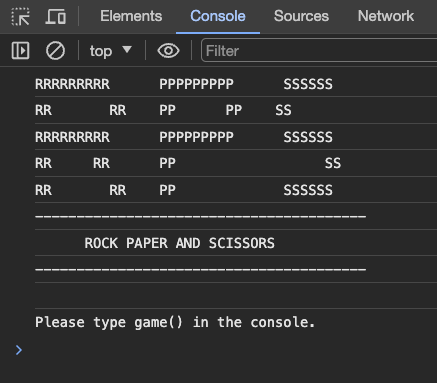 Elements Console Sources Network
top ▼ Filter
RRRRRRRRR      PPPPPPPPP      SSSSSS
RR       RR    PP      PP    SS
RRRRRRRRR      PPPPPPPPP      SSSSSS
RR     RR      PP                  SS
RR       RR    PP             SSSSSS
----------------------------------------
      ROCK PAPER AND SCISSORS
----------------------------------------
Please type game() in the console.
>